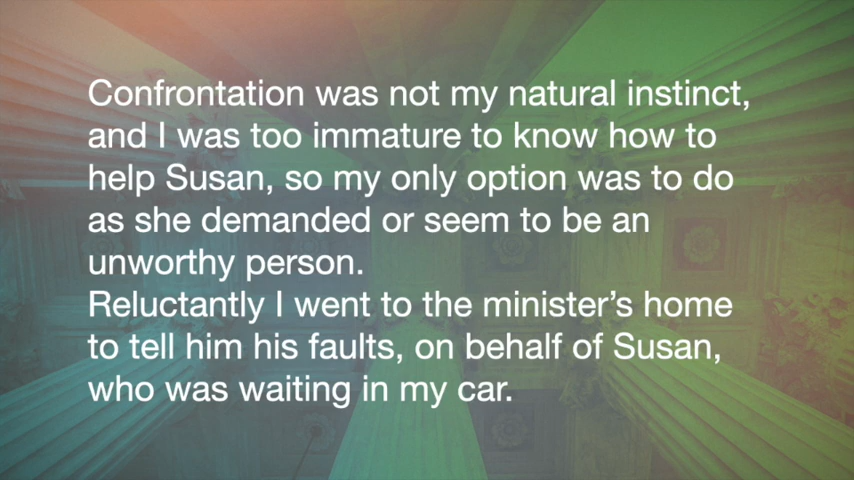 Confrontation was not my natural instinct,
and I was too immature to know how to
help Susan, so my only option was to do
as she demanded or seem to be an
unworthy person.
Reluctantly I went to the minister’s home
to tell him his faults, on behalf of Susan,
who was waiting in my car.